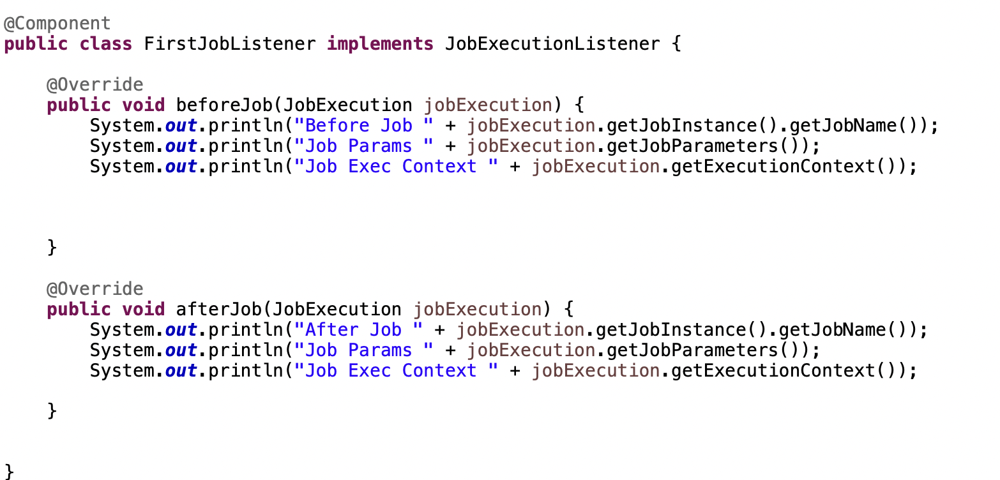 @Component
public class FirstJobListener implements JobExecutionListener {
@Override
public void beforeJob(JobExecution jobExecution) {
System.out.println("Before Job " + jobExecution.getJobInstance().getJobName());
System.out.println("Job Params " + jobExecution.getJobParameters());
System.out.println("Job Exec Context " + jobExecution.getExecutionContext());
}
@Override
public void afterJob(JobExecution jobExecution) {
System.out.println("After Job " + jobExecution.getJobInstance().getJobName());
System.out.println("Job Params " + jobExecution.getJobParameters());
System.out.println("Job Exec Context " + jobExecution.getExecutionContext());
}
}